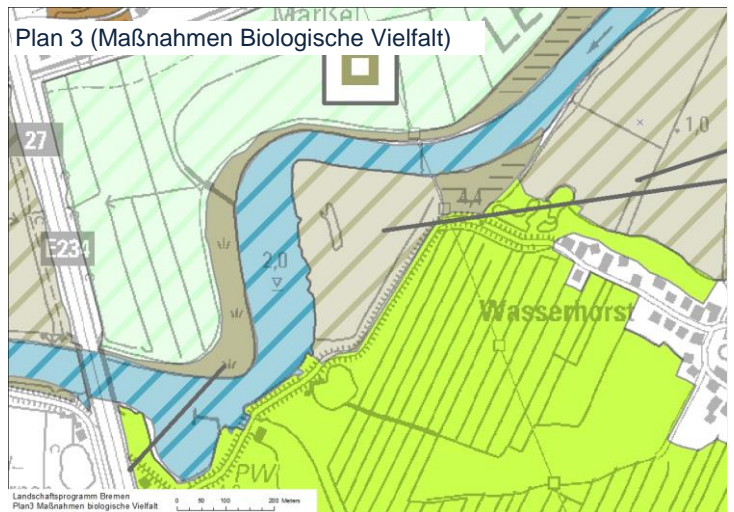 Plan 3 (Maßnahmen Biologische Vielfalt)
27
1,0
4,4
E234
2,0
Wasserhorst
PW
Landschaftsprogramm Bremen
Plan3 Maßnahmen biologische Vielfalt
0 50 100 200 Meters